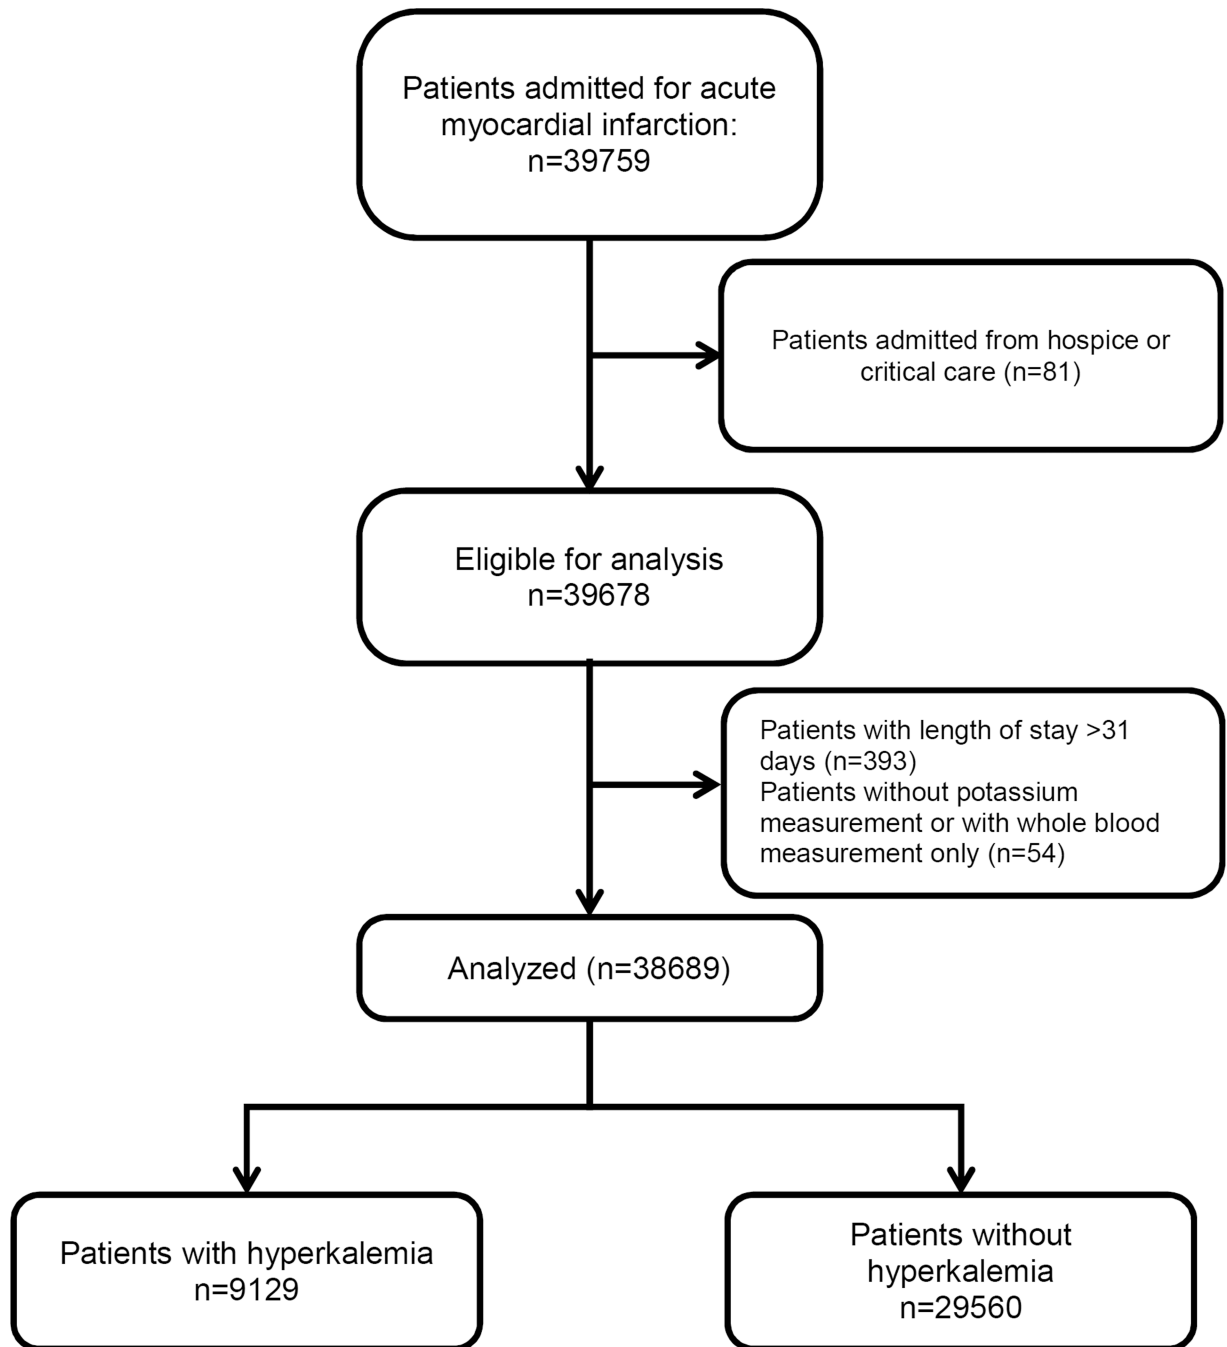 Patients admitted for acute
myocardial infarction:
n=39759
Patients admitted from hospice or
critical care (n=81)
Eligible for analysis
n=39678
Patients with length of stay >31
days (n=393)
Patients without potassium
measurement or with whole blood
measurement only (n=54)
Analyzed (n=38689)
Patients with hyperkalemia
n=9129
Patients without
hyperkalemia
n=29560